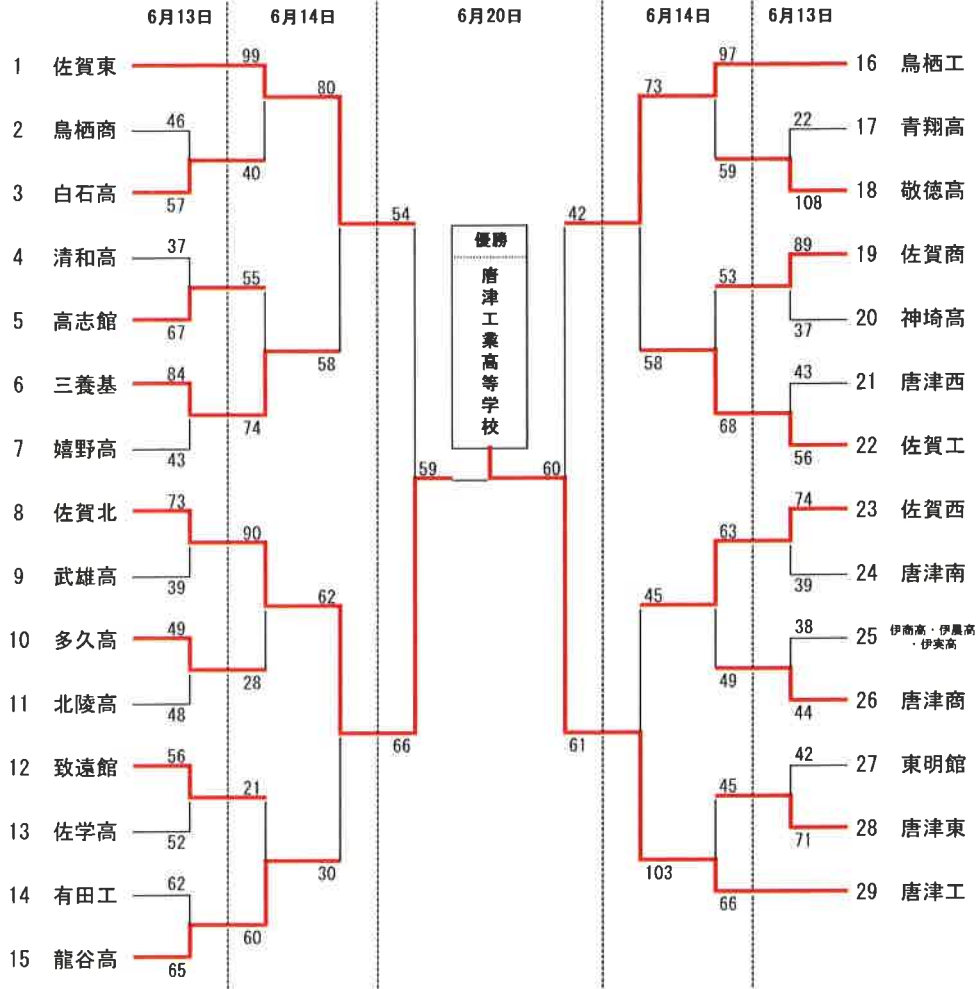 6月13日 6月14日 6月20日 6月14日 6月13日
1 佐賀東 99
2 鳥栖商 46
3 白石高 57
40
80
4 清和高 37
5 高志館 67
55
6 三養基 84
7 嬉野高 43
74
58
54
8 佐賀北 73
9 武雄高 39
90
10 多久高 49
11 北陵高 48
28
62
12 致遠館 56
13 佐学高 52
21
14 有田工 62
15 龍谷高 65
60
30
66
59
優勝
唐津工業高等学校
60
42
61
73
97 16 鳥栖工
22 17 青翔高
108 18 敬徳高
59
89 19 佐賀商
37 20 神埼高
53
43 21 唐津西
56 22 佐賀工
68
58
74 23 佐賀西
39 24 唐津南
63
38 25 伊商高・伊農高
・伊実高
44 26 唐津商
49
45
42 27 東明館
71 28 唐津東
45
66 29 唐津工
103